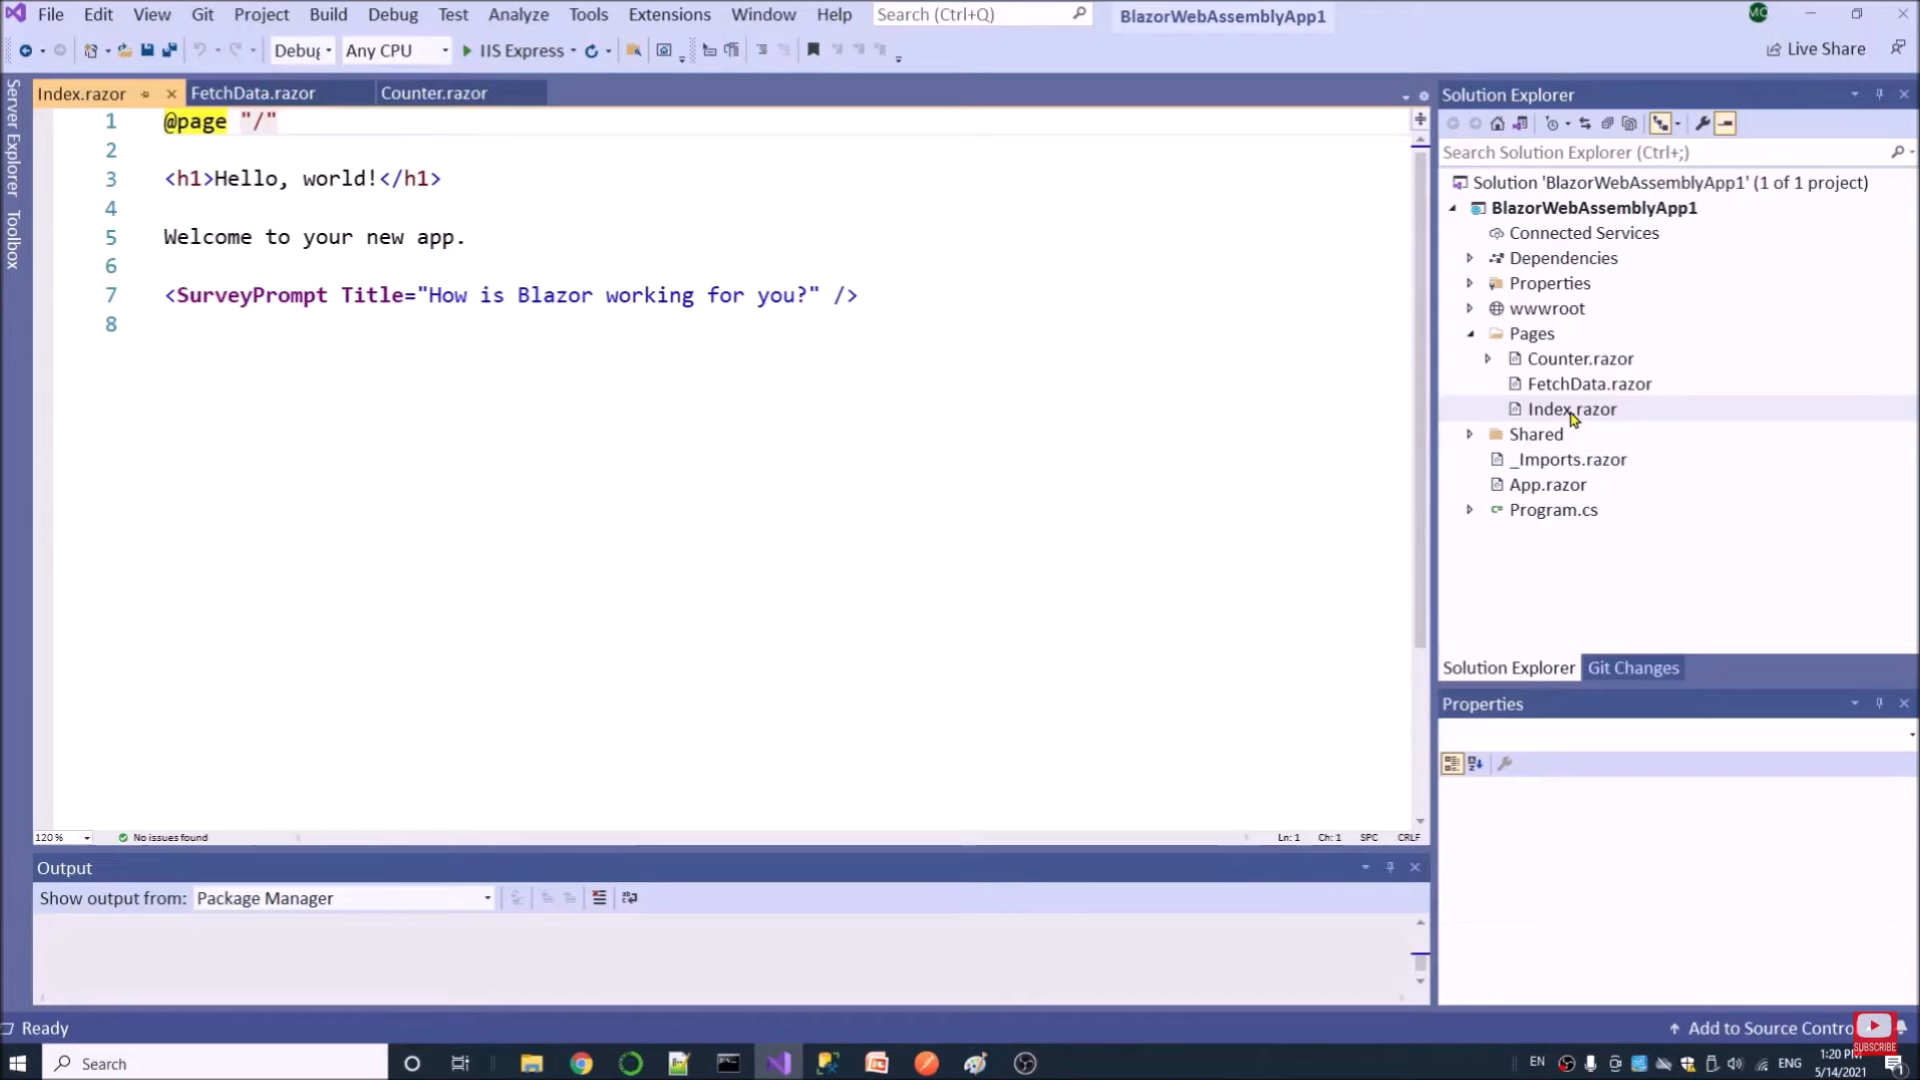 File Edit View Git Project Build Debug Test Analyze Tools Extensions Window Help Search (Ctrl+Q) BlazorWebAssemblyApp1 MC
Debug Any CPU IIS Express Live Share
Server Explorer
Toolbox
Index.razor FetchData.razor Counter.razor
1 @page "/"
2
3 <h1>Hello, world!</h1>
4
5 Welcome to your new app.
6
7 <SurveyPrompt Title="How is Blazor working for you?" />
8
120 % No issues found Ln: 1 Ch: 1 SPC CRLF
Output
Show output from: Package Manager
Solution Explorer
Search Solution Explorer (Ctrl+;)
Solution 'BlazorWebAssemblyApp1' (1 of 1 project)
BlazorWebAssemblyApp1
Connected Services
Dependencies
Properties
wwwroot
Pages
Counter.razor
FetchData.razor
Index.razor
Shared
_Imports.razor
App.razor
C# Program.cs
Solution Explorer Git Changes
Properties
Ready Add to Source Contro
SUBSCRIBE
Search EN ENG 1:20 PM
5/14/2021